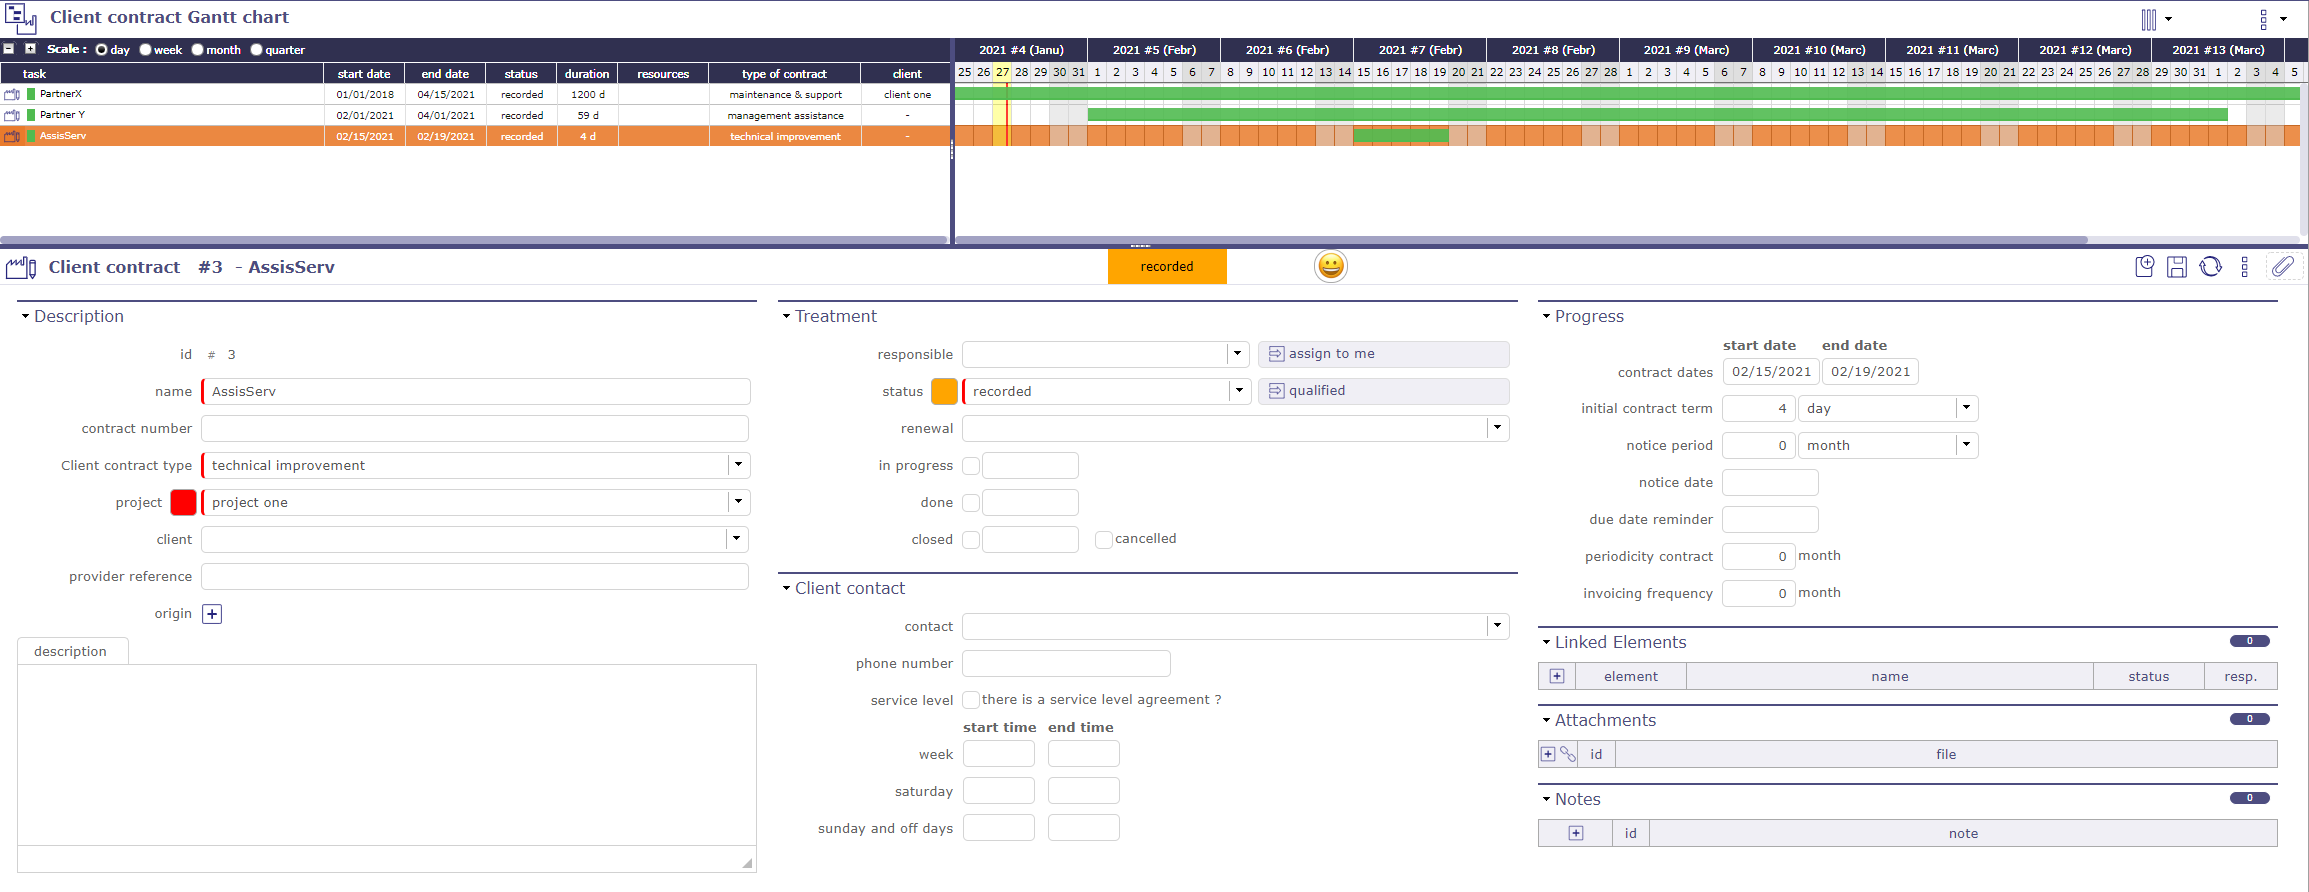 Client contract Gantt chart
Scale : day week month quarter
2021 #4 (Janu) 2021 #5 (Febr) 2021 #6 (Febr) 2021 #7 (Febr) 2021 #8 (Febr) 2021 #9 (Marc) 2021 #10 (Marc) 2021 #11 (Marc) 2021 #12 (Marc) 2021 #13 (Marc)
task start date end date status duration resources type of contract client
25 26 27 28 29 30 31 1 2 3 4 5 6 7 8 9 10 11 12 13 14 15 16 17 18 19 20 21 22 23 24 25 26 27 28 1 2 3 4 5 6 7 8 9 10 11 12 13 14 15 16 17 18 19 20 21 22 23 24 25 26 27 28 29 30 31 1 2 3 4 5
PartnerX 01/01/2018 04/15/2021 recorded 1200 d maintenance & support client one
Partner Y 02/01/2021 04/01/2021 recorded 59 d management assistance -
AssisServ 02/15/2021 02/19/2021 recorded 4 d technical improvement -
Client contract #3 - AssisServ
recorded
Description
id # 3
name AssisServ
contract number
Client contract type technical improvement
project project one
client
provider reference
origin
description
Treatment
responsible assign to me
status recorded qualified
renewal
in progress
done
closed cancelled
Client contact
contact
phone number
service level there is a service level agreement ?
start time end time
week
saturday
sunday and off days
Progress
start date end date
contract dates 02/15/2021 02/19/2021
initial contract term 4 day
notice period 0 month
notice date
due date reminder
periodicity contract 0 month
invoicing frequency 0 month
Linked Elements 0
element name status resp.
Attachments 0
id file
Notes 0
id note